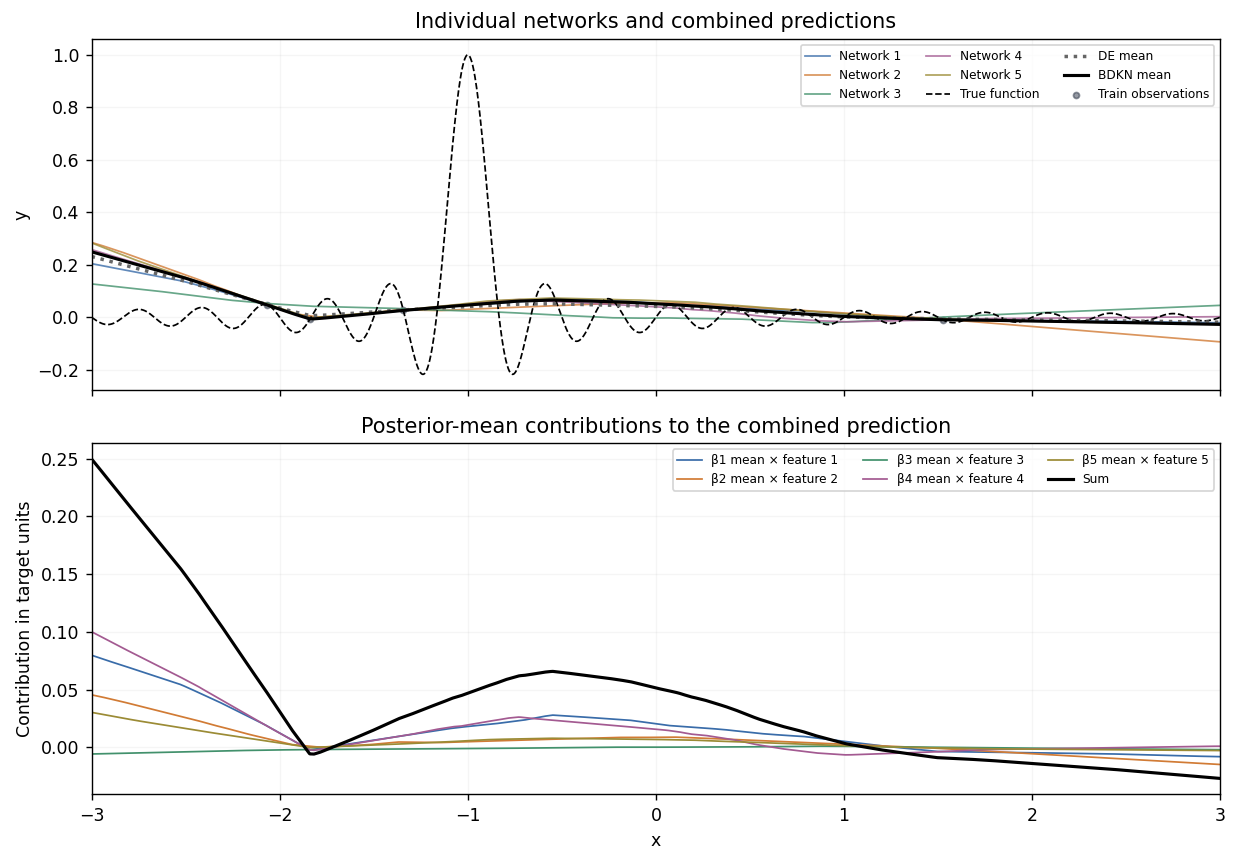 Individual networks and combined predictions
Network 1
Network 2
Network 3
Network 4
Network 5
True function
DE mean
BDKN mean
Train observations
y
1.0
0.8
0.6
0.4
0.2
0.0
−0.2
Posterior-mean contributions to the combined prediction
β1 mean × feature 1
β2 mean × feature 2
β3 mean × feature 3
β4 mean × feature 4
β5 mean × feature 5
Sum
Contribution in target units
0.25
0.20
0.15
0.10
0.05
0.00
−3 −2 −1 0 1 2 3
x